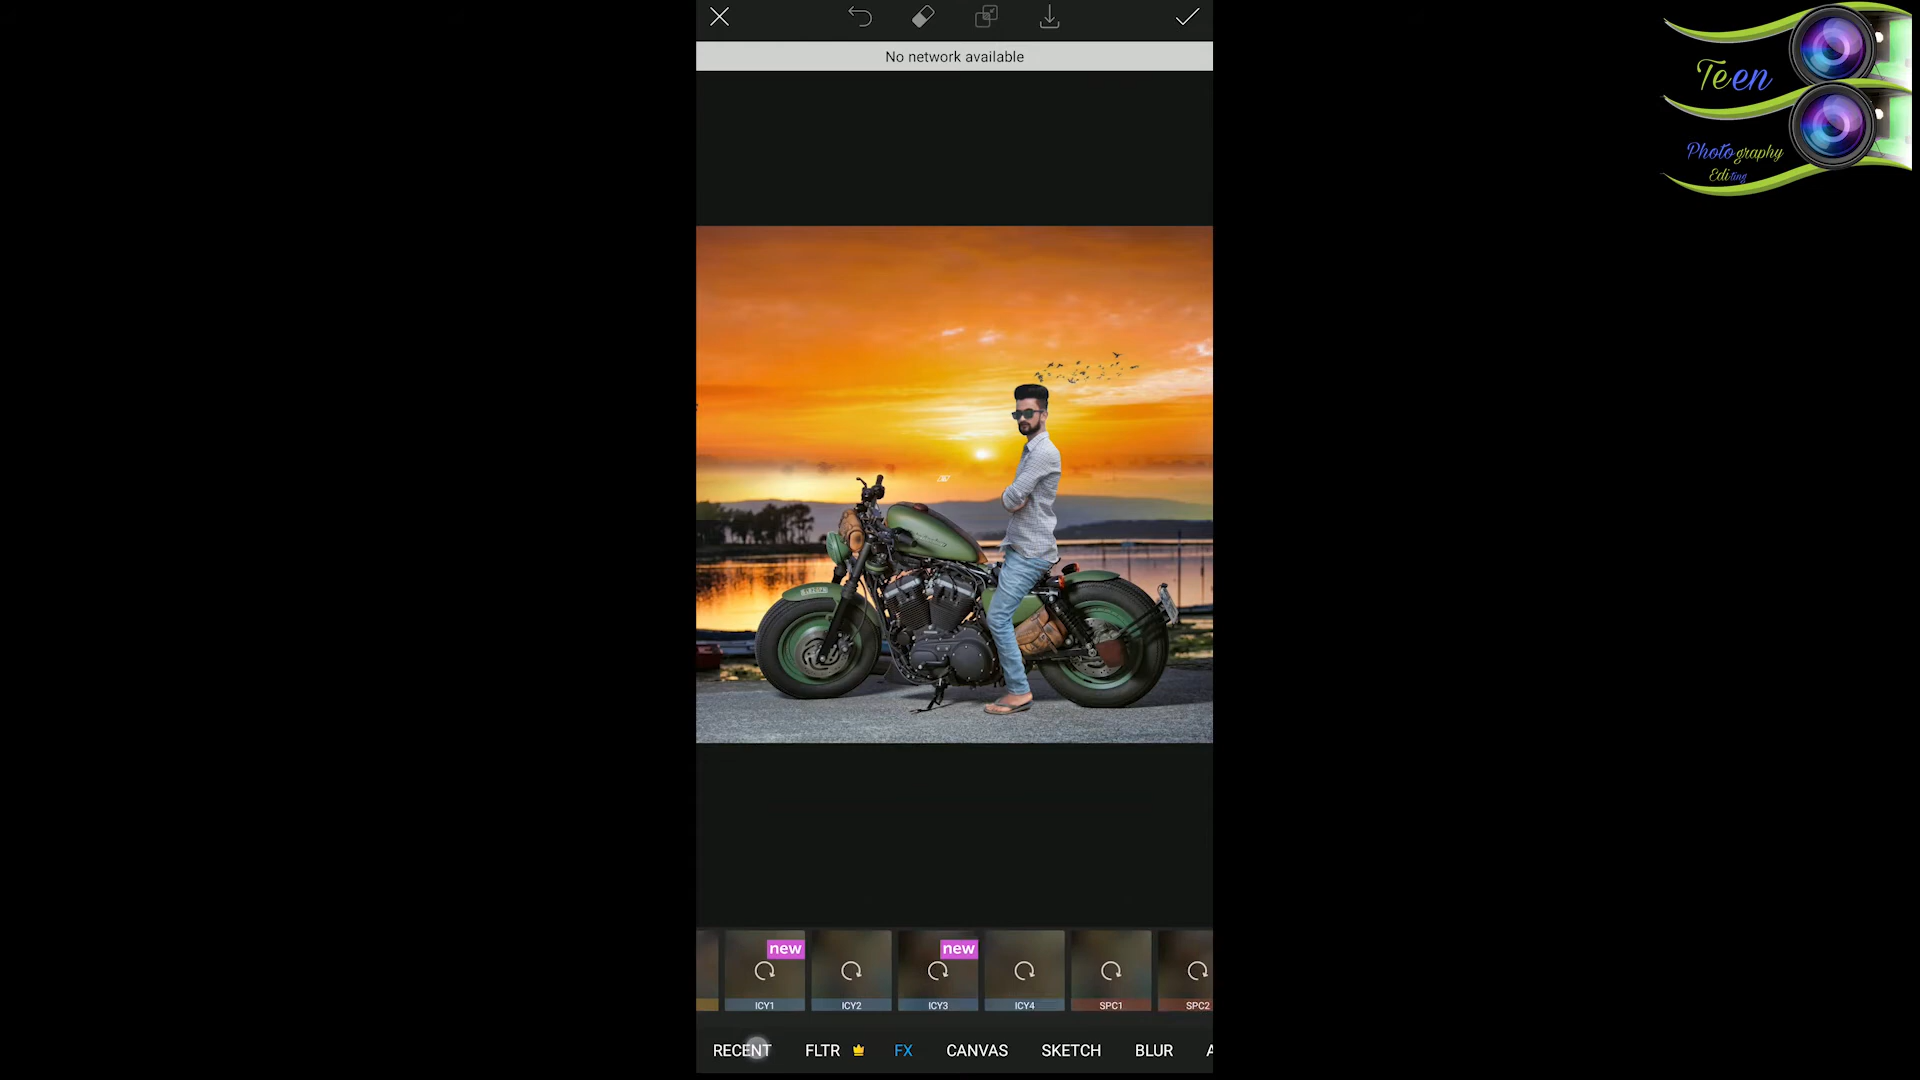 No network available
Teen
Photography
Editing
new
new
ICY1
ICY2
ICY3
ICY4
SPC1
SPC2
RECENT
FLTR
FX
CANVAS
SKETCH
BLUR